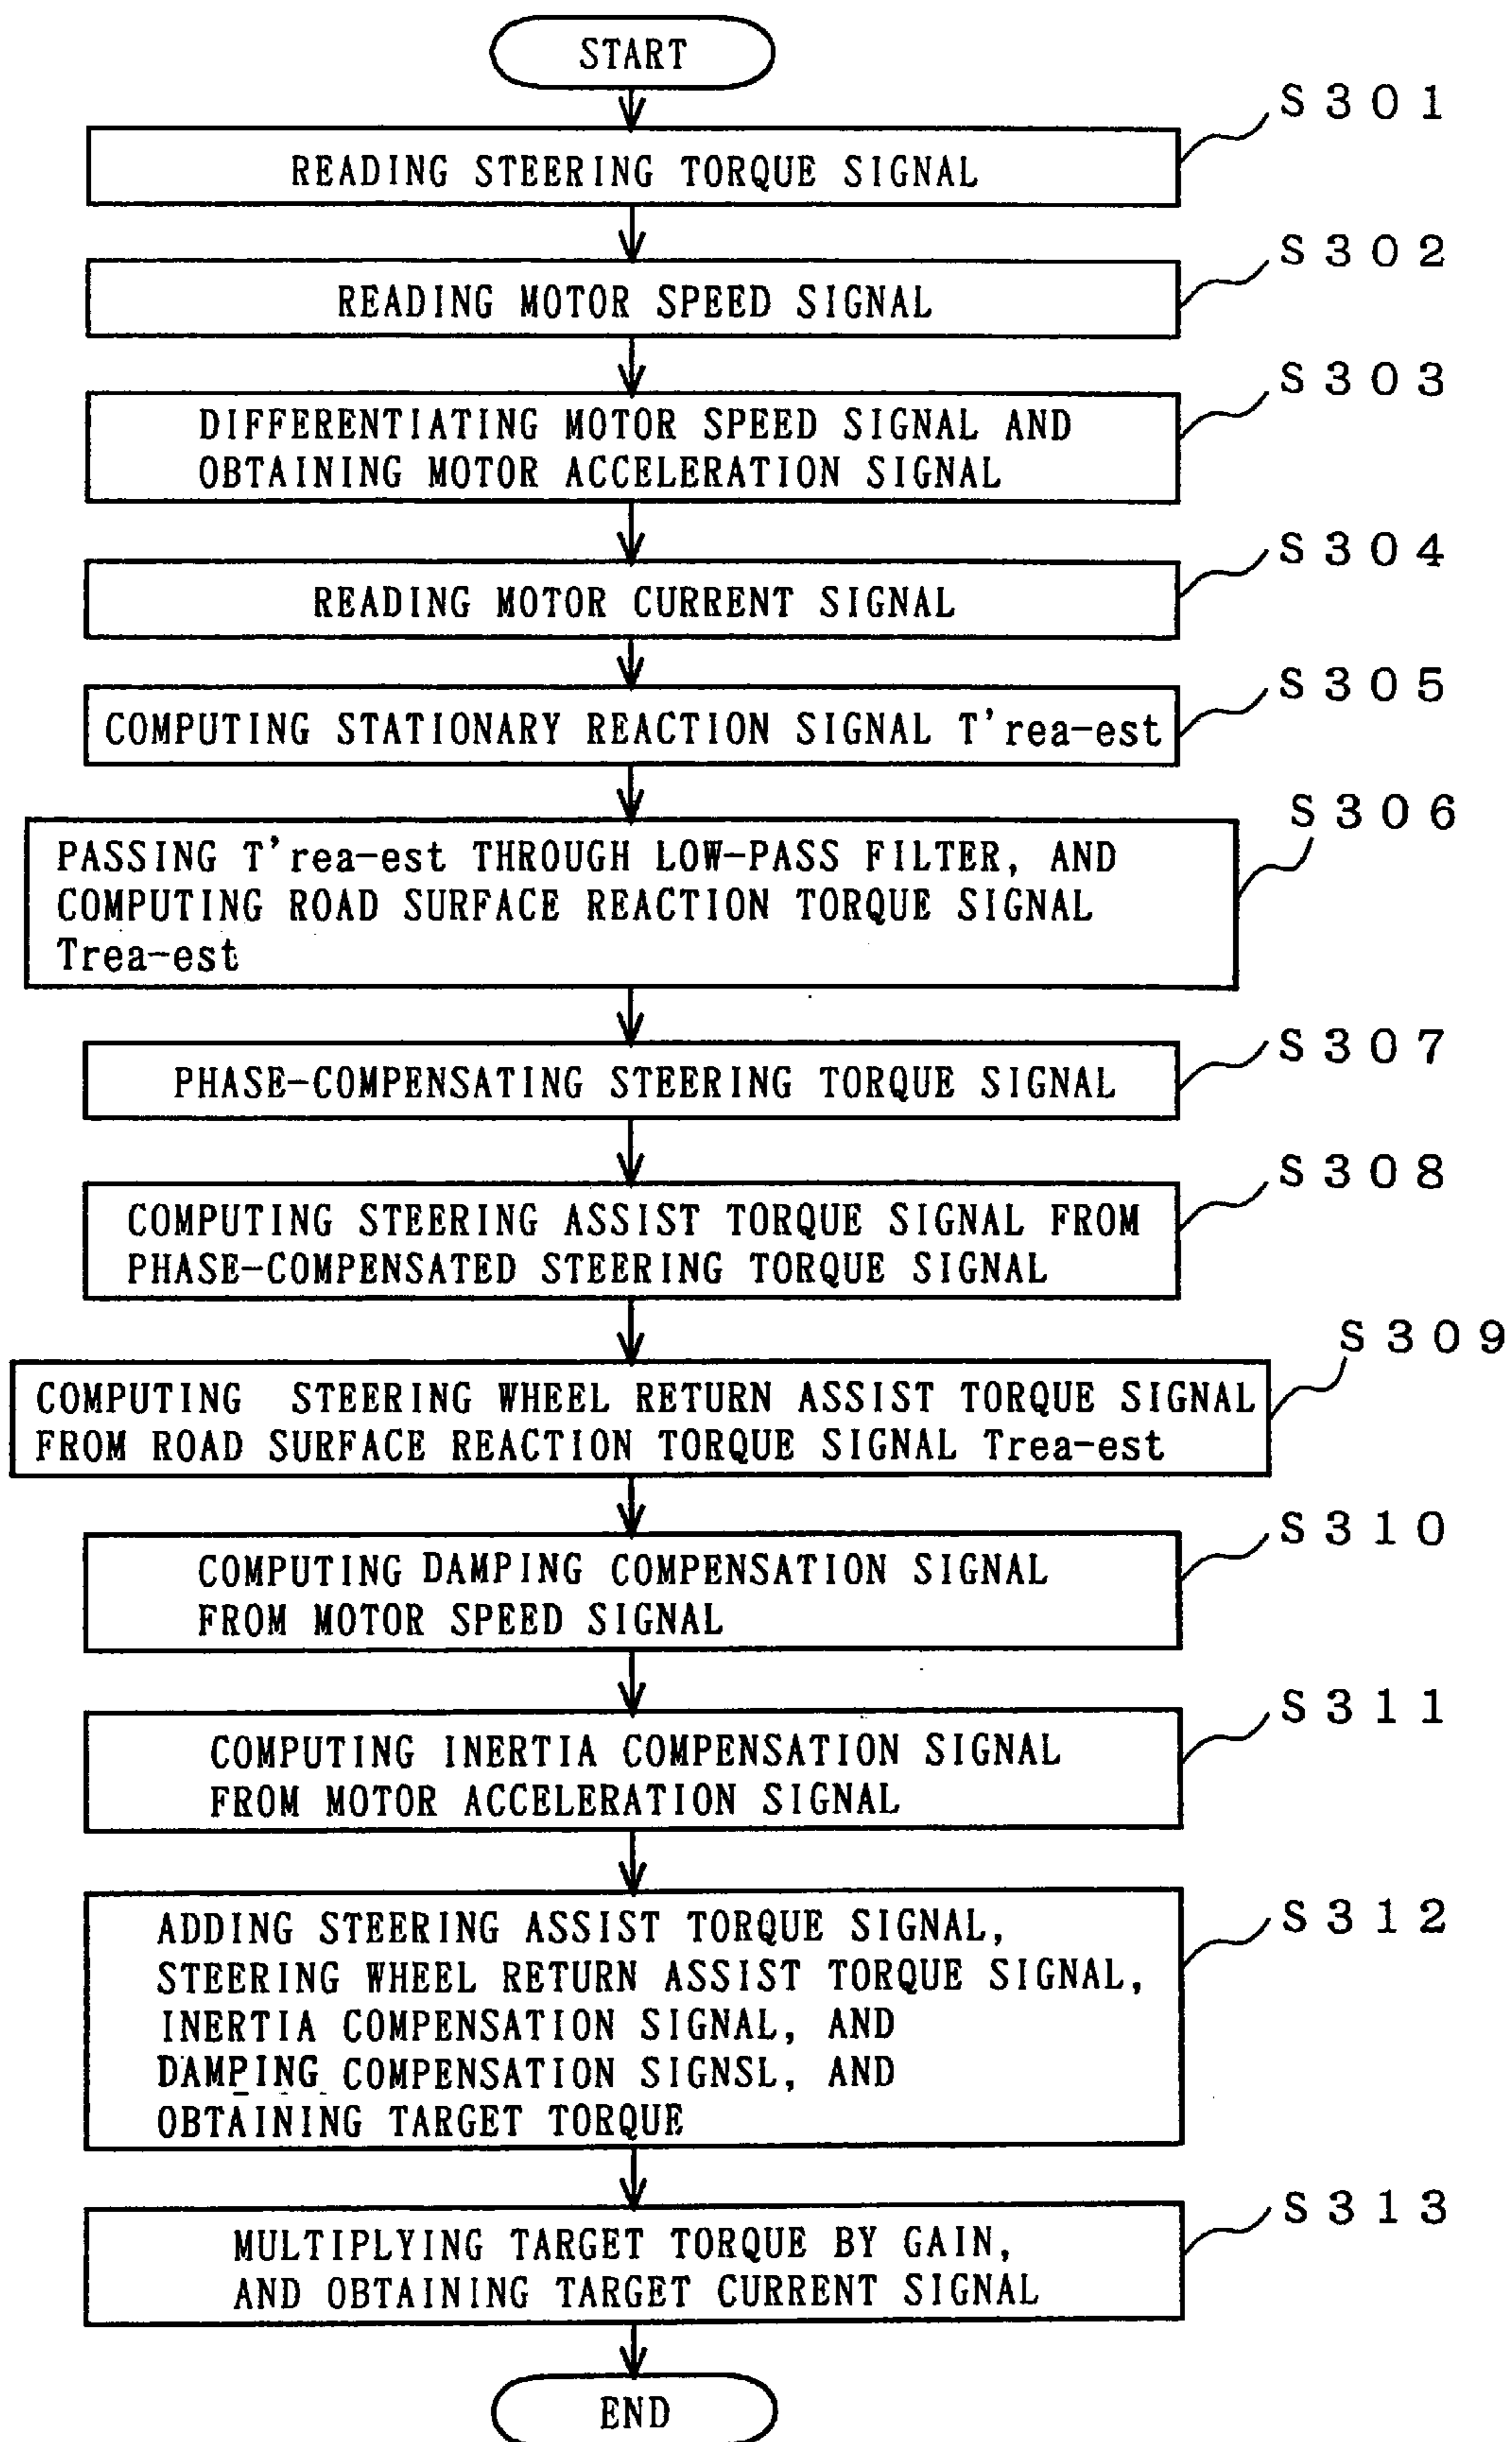 START
S301
READING STEERING TORQUE SIGNAL
S302
READING MOTOR SPEED SIGNAL
S303
DIFFERENTIATING MOTOR SPEED SIGNAL AND
OBTAINING MOTOR ACCELERATION SIGNAL
S304
READING MOTOR CURRENT SIGNAL
S305
COMPUTING STATIONARY REACTION SIGNAL T'rea-est
S306
PASSING T'rea-est THROUGH LOW-PASS FILTER, AND
COMPUTING ROAD SURFACE REACTION TORQUE SIGNAL
Trea-est
S307
PHASE-COMPENSATING STEERING TORQUE SIGNAL
S308
COMPUTING STEERING ASSIST TORQUE SIGNAL FROM
PHASE-COMPENSATED STEERING TORQUE SIGNAL
S309
COMPUTING STEERING WHEEL RETURN ASSIST TORQUE SIGNAL
FROM ROAD SURFACE REACTION TORQUE SIGNAL Trea-est
S310
COMPUTING DAMPING COMPENSATION SIGNAL
FROM MOTOR SPEED SIGNAL
S311
COMPUTING INERTIA COMPENSATION SIGNAL
FROM MOTOR ACCELERATION SIGNAL
S312
ADDING STEERING ASSIST TORQUE SIGNAL,
STEERING WHEEL RETURN ASSIST TORQUE SIGNAL,
INERTIA COMPENSATION SIGNAL, AND
DAMPING COMPENSATION SIGNSL, AND
OBTAINING TARGET TORQUE
S313
MULTIPLYING TARGET TORQUE BY GAIN,
AND OBTAINING TARGET CURRENT SIGNAL
END